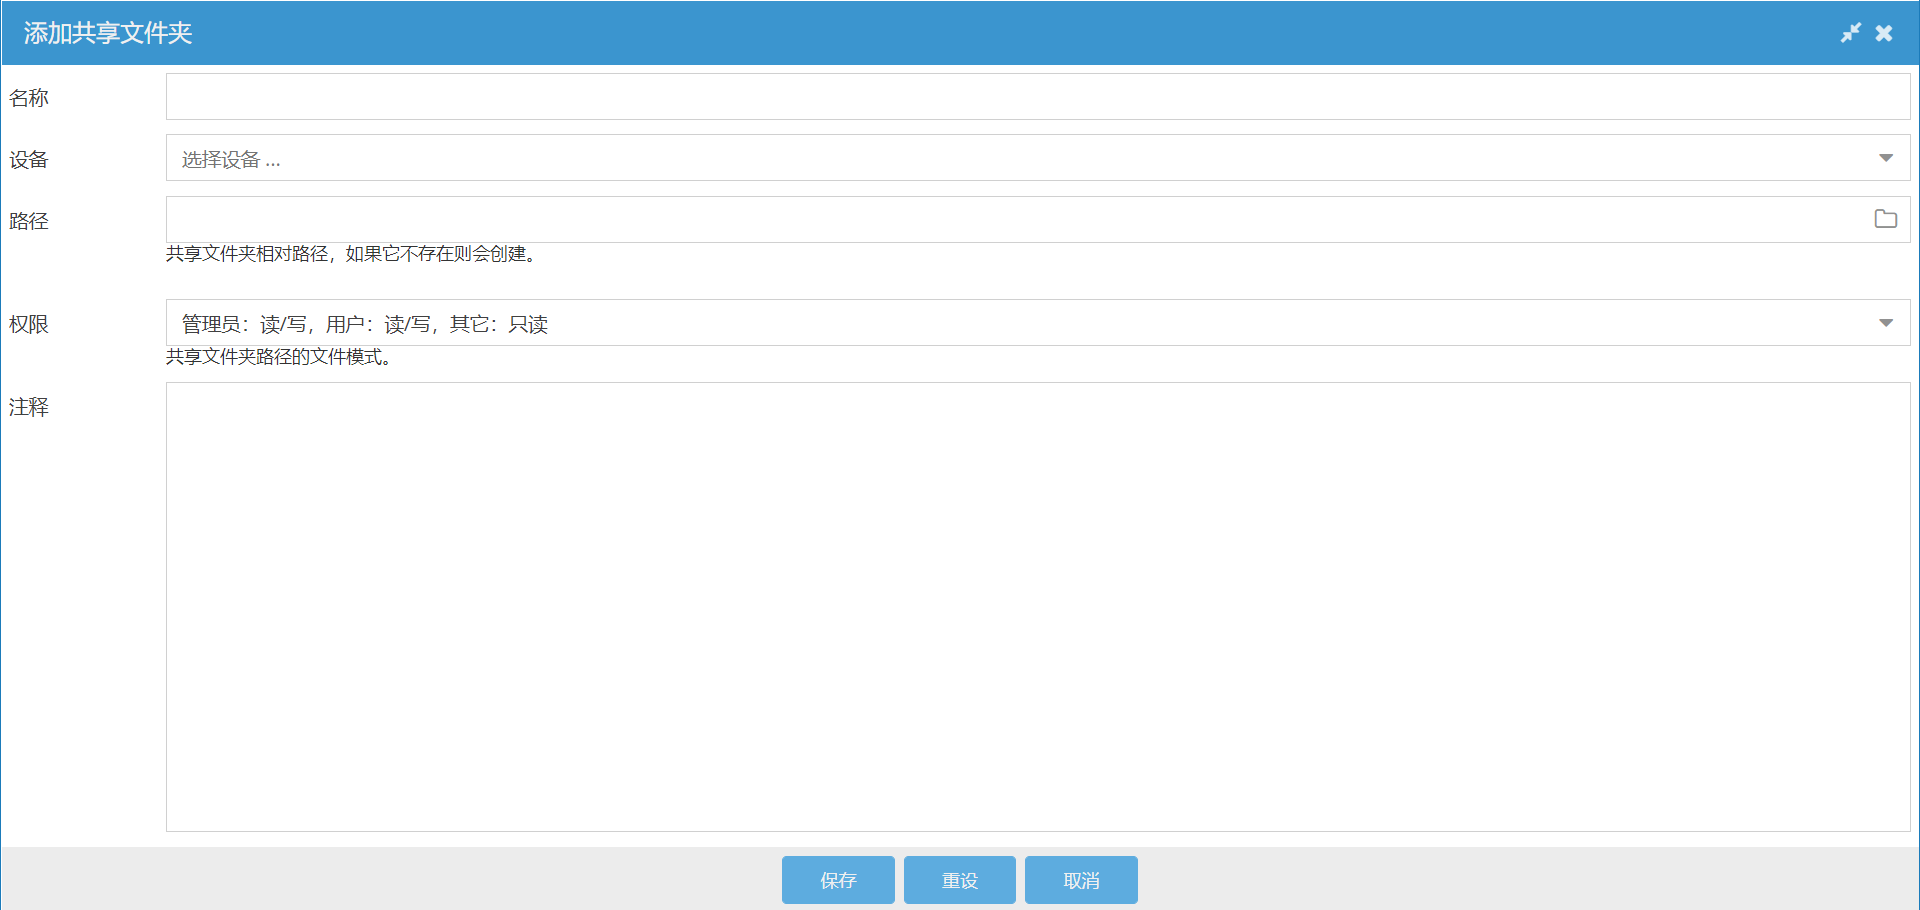 添加共享文件夹
名称
设备
选择设备 ...
路径
共享文件夹相对路径，如果它不存在则会创建。
权限
管理员：读/写，用户：读/写，其它：只读
共享文件夹路径的文件模式。
注释
保存
重设
取消